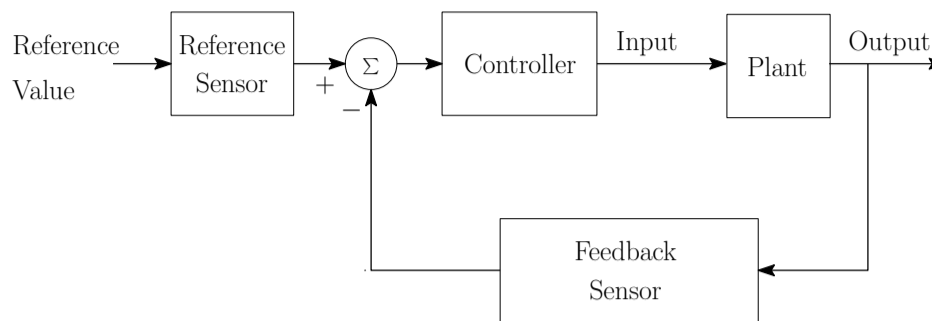 Reference
Value
Reference
Sensor
+
−
Σ
Controller
Input
Plant
Output
Feedback
Sensor